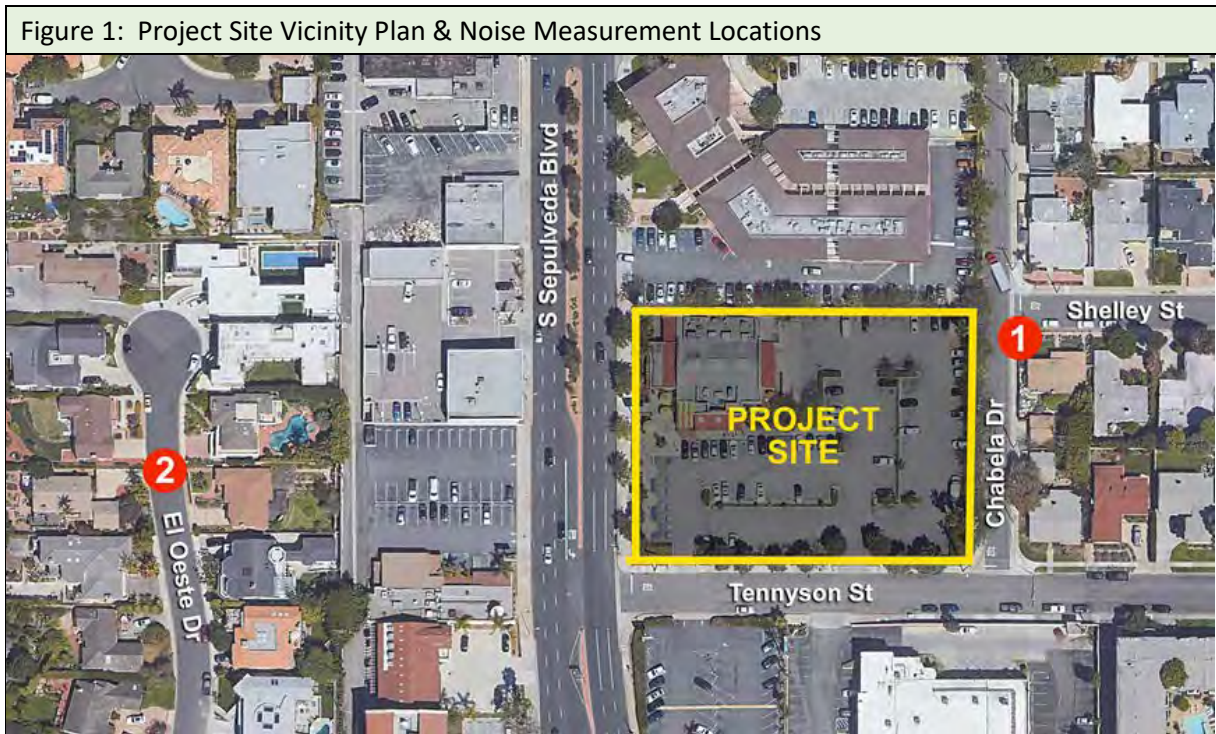 Figure 1: Project Site Vicinity Plan & Noise Measurement Locations
S Sepulveda Blvd
Shelley St
1
PROJECT
SITE
Chabela Dr
2
El Oeste Dr
Tennyson St